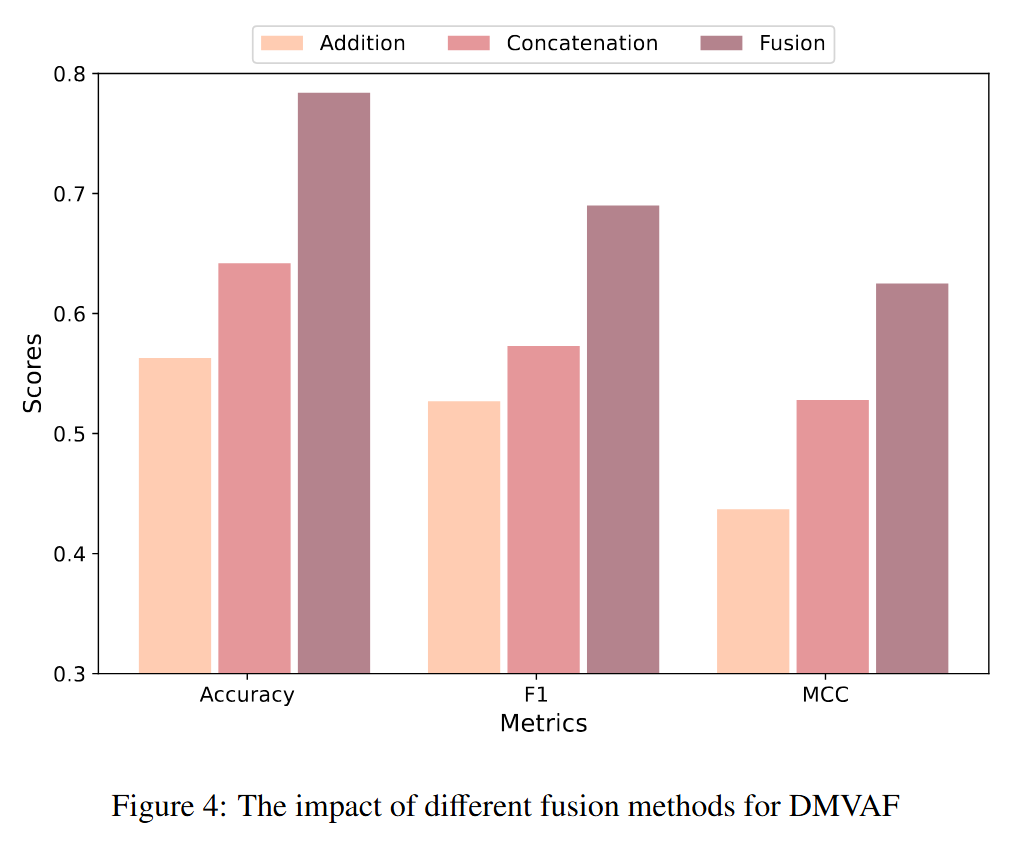 Addition Concatenation Fusion
0.8
0.7
0.6
0.5
0.4
0.3
Scores
Accuracy F1 MCC
Metrics
Figure 4: The impact of different fusion methods for DMVAF